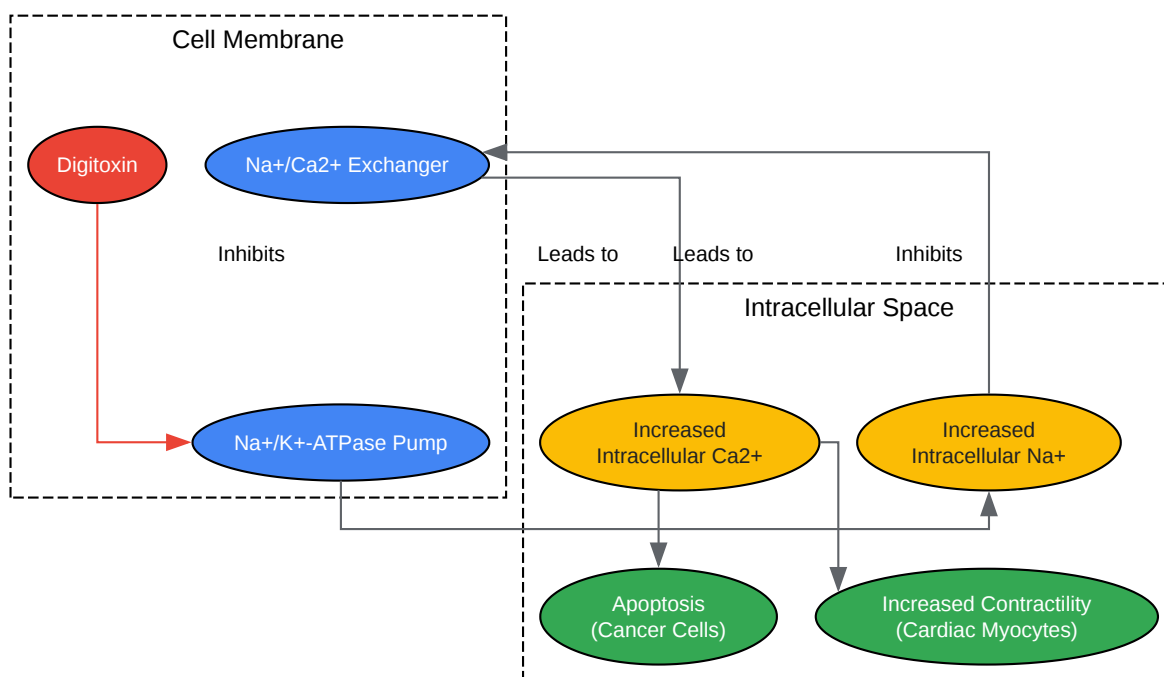 Cell Membrane
Digitoxin
Na+/Ca2+ Exchanger
Inhibits
Leads to
Leads to
Inhibits
Intracellular Space
Na+/K+-ATPase Pump
Increased
Intracellular Ca2+
Increased
Intracellular Na+
Apoptosis
(Cancer Cells)
Increased Contractility
(Cardiac Myocytes)